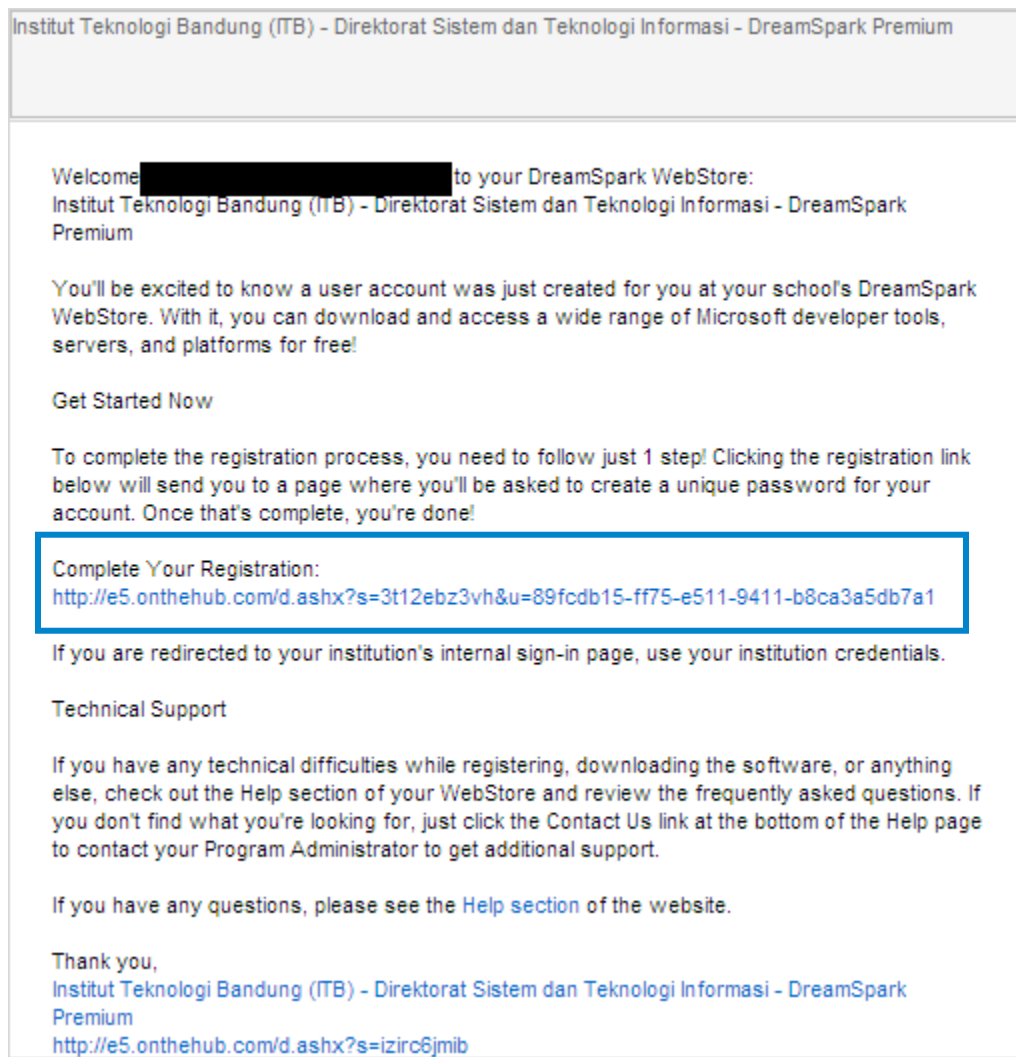 Institut Teknologi Bandung (ITB) - Direktorat Sistem dan Teknologi Informasi - DreamSpark Premium
Welcome to your DreamSpark WebStore:
Institut Teknologi Bandung (ITB) - Direktorat Sistem dan Teknologi Informasi - DreamSpark
Premium
You'll be excited to know a user account was just created for you at your school's DreamSpark
WebStore. With it, you can download and access a wide range of Microsoft developer tools,
servers, and platforms for free!
Get Started Now
To complete the registration process, you need to follow just 1 step! Clicking the registration link
below will send you to a page where you'll be asked to create a unique password for your
account. Once that's complete, you're done!
Complete Your Registration:
http://e5.onthehub.com/d.ashx?s=3t12ebz3vh&u=89fcdb15-ff75-e511-9411-b8ca3a5db7a1
If you are redirected to your institution's internal sign-in page, use your institution credentials.
Technical Support
If you have any technical difficulties while registering, downloading the software, or anything
else, check out the Help section of your WebStore and review the frequently asked questions. If
you don't find what you're looking for, just click the Contact Us link at the bottom of the Help page
to contact your Program Administrator to get additional support.
If you have any questions, please see the Help section of the website.
Thank you,
Institut Teknologi Bandung (ITB) - Direktorat Sistem dan Teknologi Informasi - DreamSpark
Premium
http://e5.onthehub.com/d.ashx?s=izirc6jmib